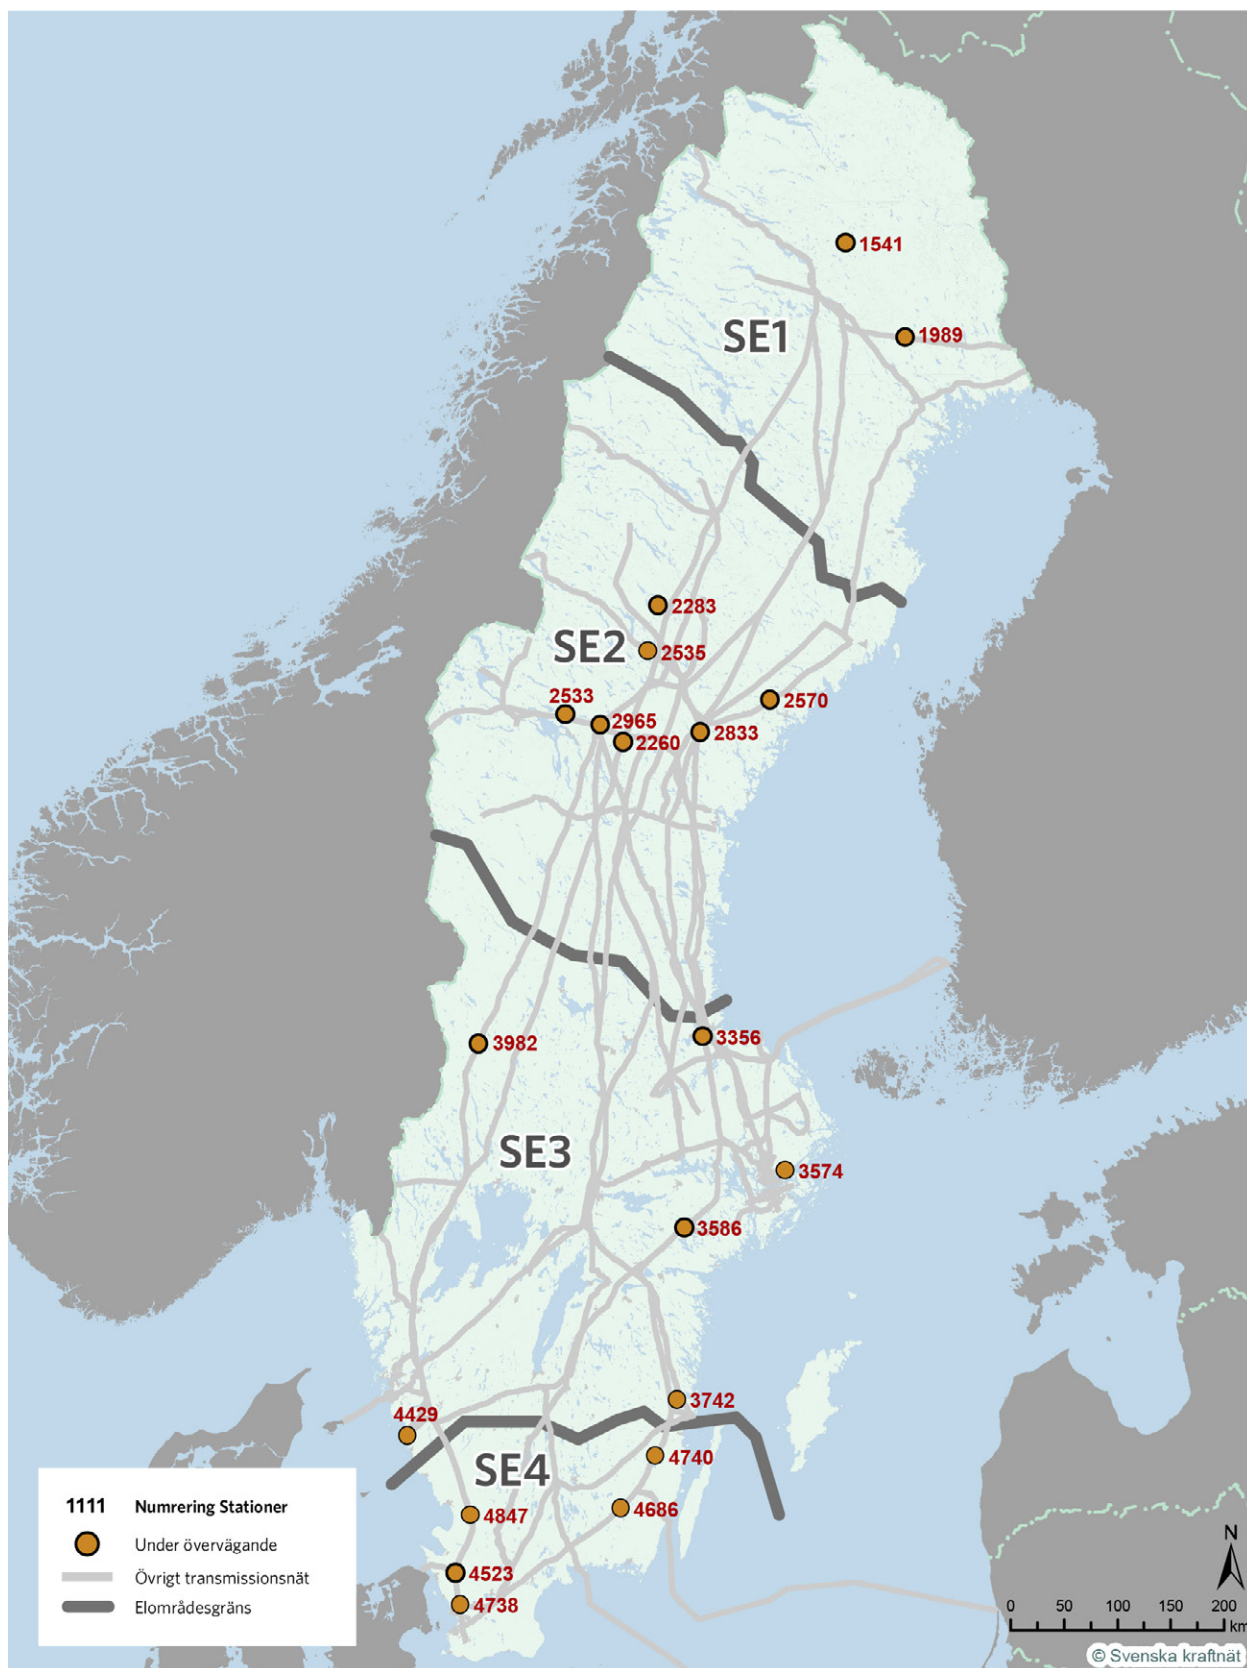 1541
1989
SE1
2283
SE2
2535
2533
2570
2965
2833
2260
3982
3356
SE3
3574
3586
3742
4429
4740
SE4
4686
4847
4523
4738
1111 Numrering Stationer
Under övervägande
Övrigt transmissionsnät
Elområdesgräns
N
0 50 100 150 200
km
© Svenska kraftnät